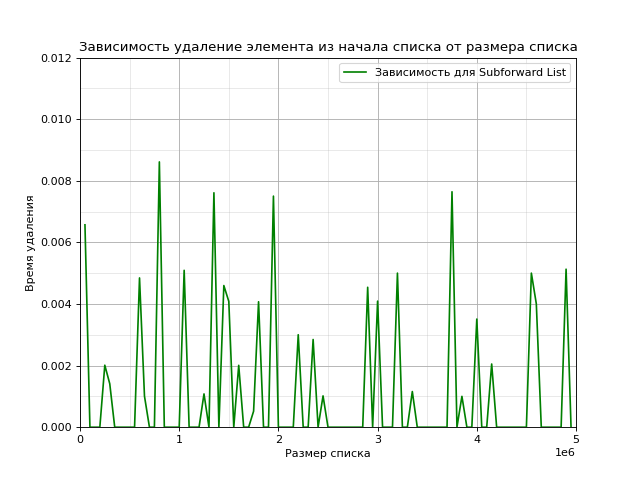 Зависимость удаление элемента из начала списка от размера списка
Зависимость для Subforward List
0.012
0.010
0.008
0.006
0.004
0.002
0.000
Время удаления
0 1 2 3 4 5
1e6
Размер списка